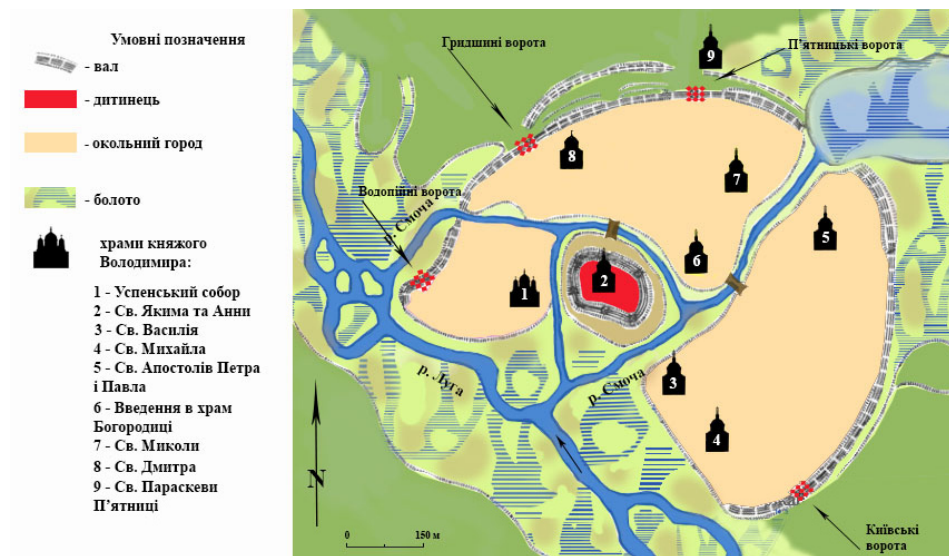 Умовні позначення
- вал
- дитинець
- окольний город
- болото
храми княжого
Володимира:
1 - Успенський собор
2 - Св. Якима та Анни
3 - Св. Василія
4 - Св. Михайла
5 - Св. Апостолів Петра
і Павла
6 - Введення в храм
Богородиці
7 - Св. Миколи
8 - Св. Дмитра
9 - Св. Параскеви
П'ятниці
N
0 150 м
Гридшині ворота
П'ятницькі ворота
9
8
7
Водопійні ворота
р. Смоча
5
6
2
1
3
р. Луга
р. Смоча
4
Київські
ворота